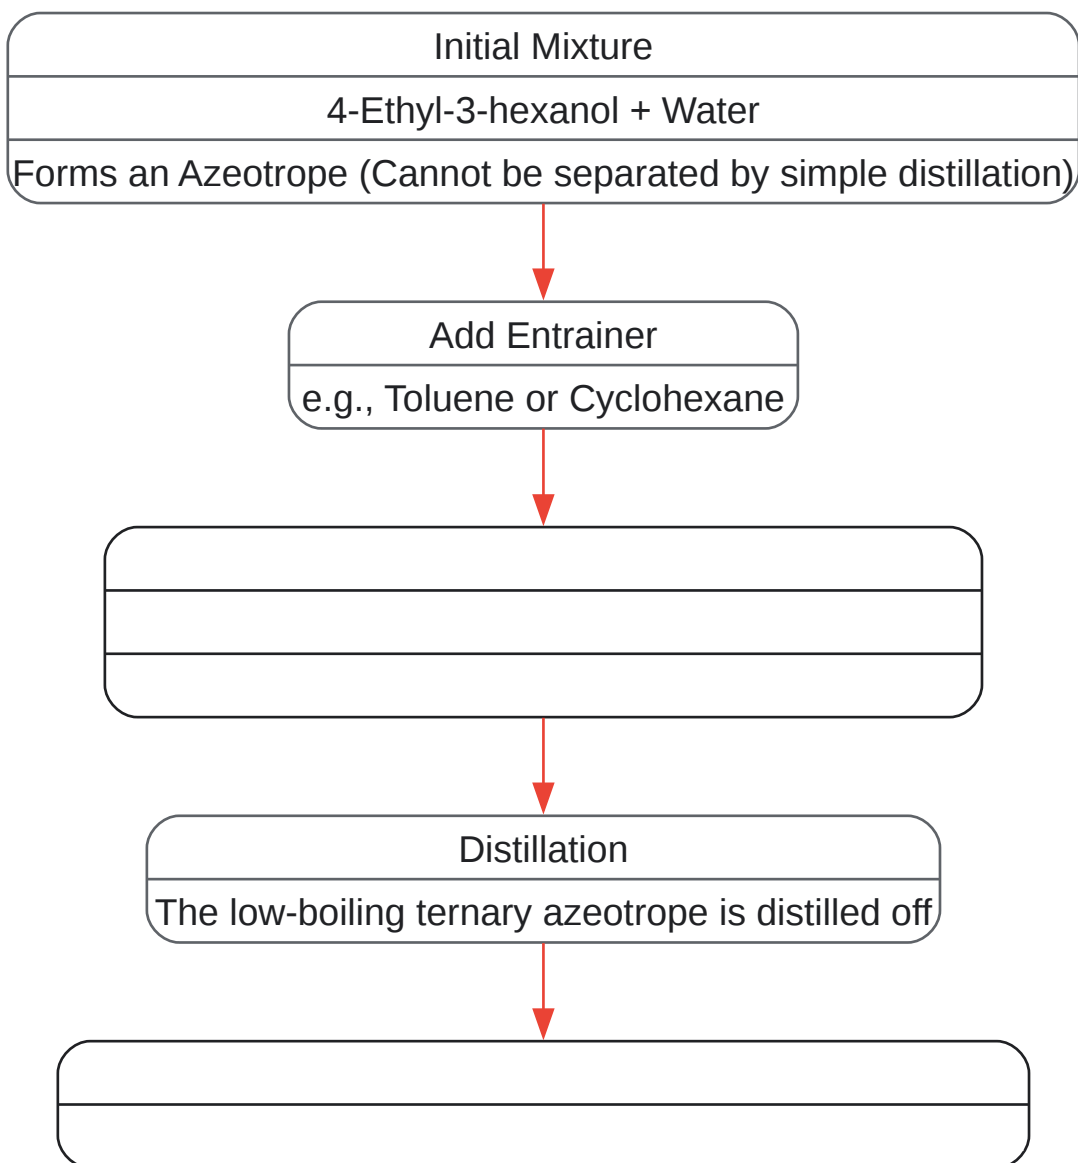 Initial Mixture
4-Ethyl-3-hexanol + Water
Forms an Azeotrope (Cannot be separated by simple distillation)
Add Entrainer
e.g., Toluene or Cyclohexane
Distillation
The low-boiling ternary azeotrope is distilled off